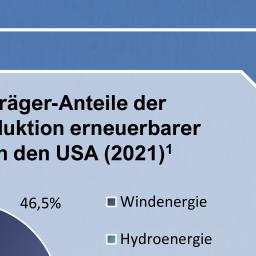 räger-Anteile der
duktion erneuerbarer
n den USA (2021)¹
46,5%
Windenergie
Hydroenergie